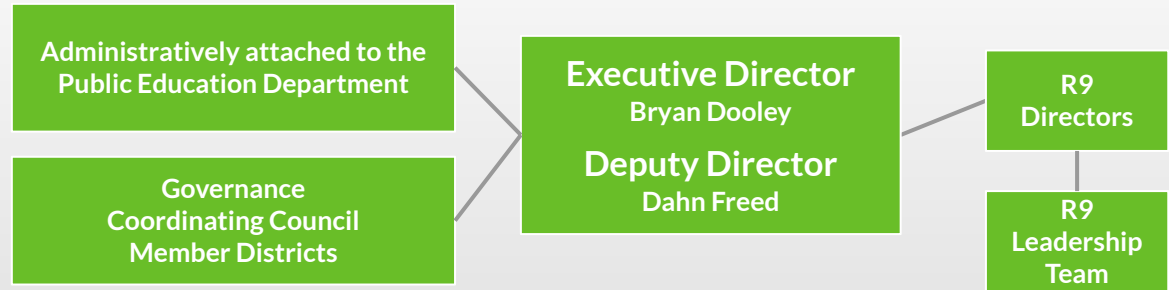 Administratively attached to the
Public Education Department
Governance
Coordinating Council
Member Districts
Executive Director
Bryan Dooley
Deputy Director
Dahn Freed
R9
Directors
R9
Leadership
Team